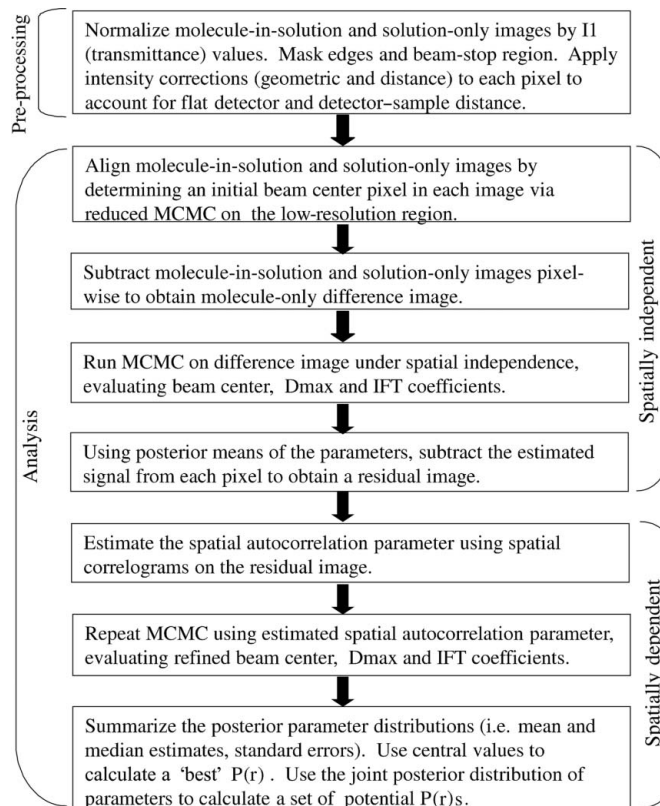 Pre-processing
Normalize molecule-in-solution and solution-only images by I1
(transmittance) values. Mask edges and beam-stop region. Apply
intensity corrections (geometric and distance) to each pixel to
account for flat detector and detector–sample distance.
Analysis
Spatially independent
Align molecule-in-solution and solution-only images by
determining an initial beam center pixel in each image via
reduced MCMC on the low-resolution region.
Subtract molecule-in-solution and solution-only images pixel-
wise to obtain molecule-only difference image.
Run MCMC on difference image under spatial independence,
evaluating beam center, Dmax and IFT coefficients.
Using posterior means of the parameters, subtract the estimated
signal from each pixel to obtain a residual image.
Spatially dependent
Estimate the spatial autocorrelation parameter using spatial
correlograms on the residual image.
Repeat MCMC using estimated spatial autocorrelation parameter,
evaluating refined beam center, Dmax and IFT coefficients.
Summarize the posterior parameter distributions (i.e. mean and
median estimates, standard errors). Use central values to
calculate a ‘best’ P(r) . Use the joint posterior distribution of
parameters to calculate a set of potential P(r)s.